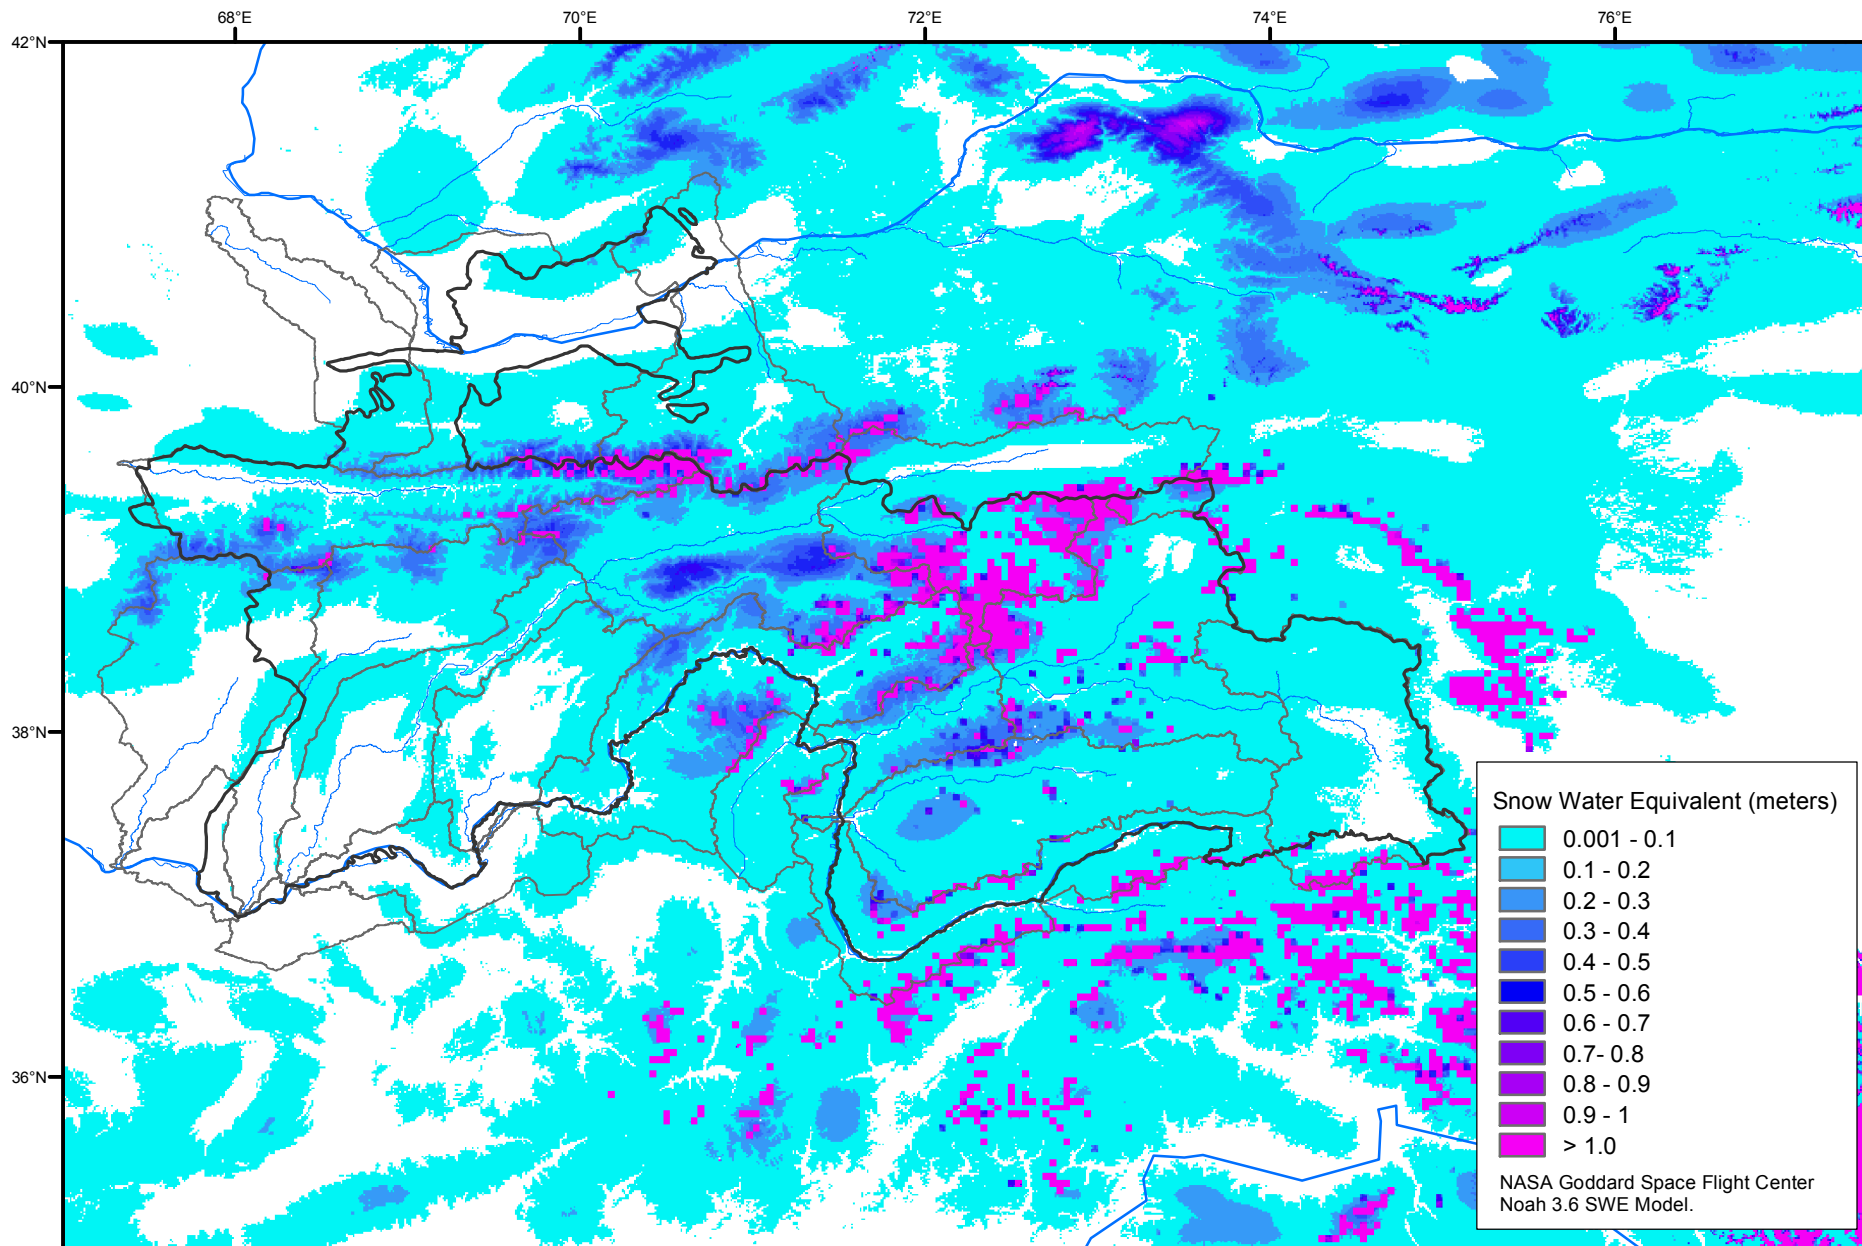 68°E
70°E
72°E
74°E
76°E
42°N
40°N
38°N
36°N
Snow Water Equivalent (meters)
0.001 - 0.1
0.1 - 0.2
0.2 - 0.3
0.3 - 0.4
0.4 - 0.5
0.5 - 0.6
0.6 - 0.7
0.7- 0.8
0.8 - 0.9
0.9 - 1
> 1.0
NASA Goddard Space Flight Center
Noah 3.6 SWE Model.